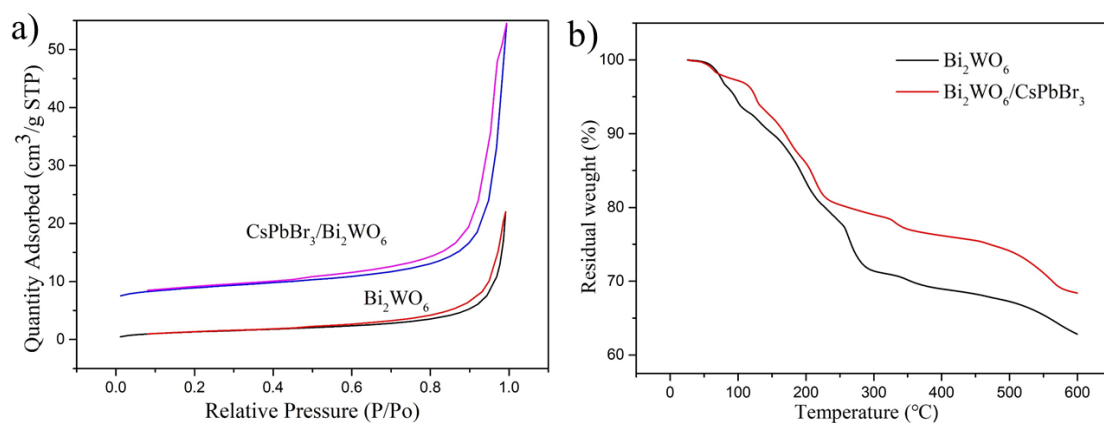 a)
Quantity Adsorbed (cm³/g STP)
50
40
30
20
10
0
CsPbBr₃/Bi₂WO₆
Bi₂WO₆
0.0 0.2 0.4 0.6 0.8 1.0
Relative Pressure (P/Po)
b)
Residual weught (%)
100
90
80
70
60
Bi₂WO₆
Bi₂WO₆/CsPbBr₃
0 100 200 300 400 500 600
Temperature (℃)